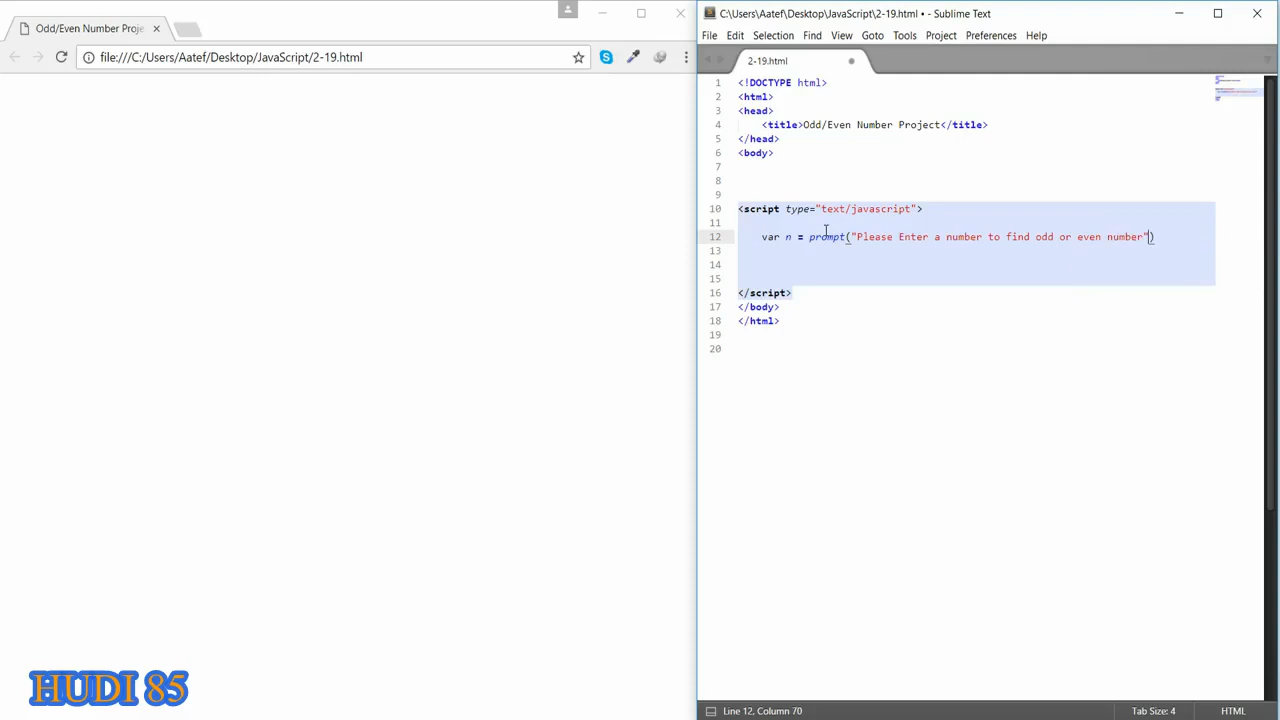 Odd/Even Number Proje
file:///C:/Users/Aatef/Desktop/JavaScript/2-19.html
C:\Users\Aatef\Desktop\JavaScript\2-19.html • - Sublime Text
File Edit Selection Find View Goto Tools Project Preferences Help
2-19.html
1 <!DOCTYPE html>
2 <html>
3 <head>
4 <title>Odd/Even Number Project</title>
5 </head>
6 <body>
7
8
9
10 <script type="text/javascript">
11
12 var n = prompt("Please Enter a number to find odd or even number")
13
14
15
16 </script>
17 </body>
18 </html>
19
20
HUDI 85
Line 12, Column 70
Tab Size: 4
HTML